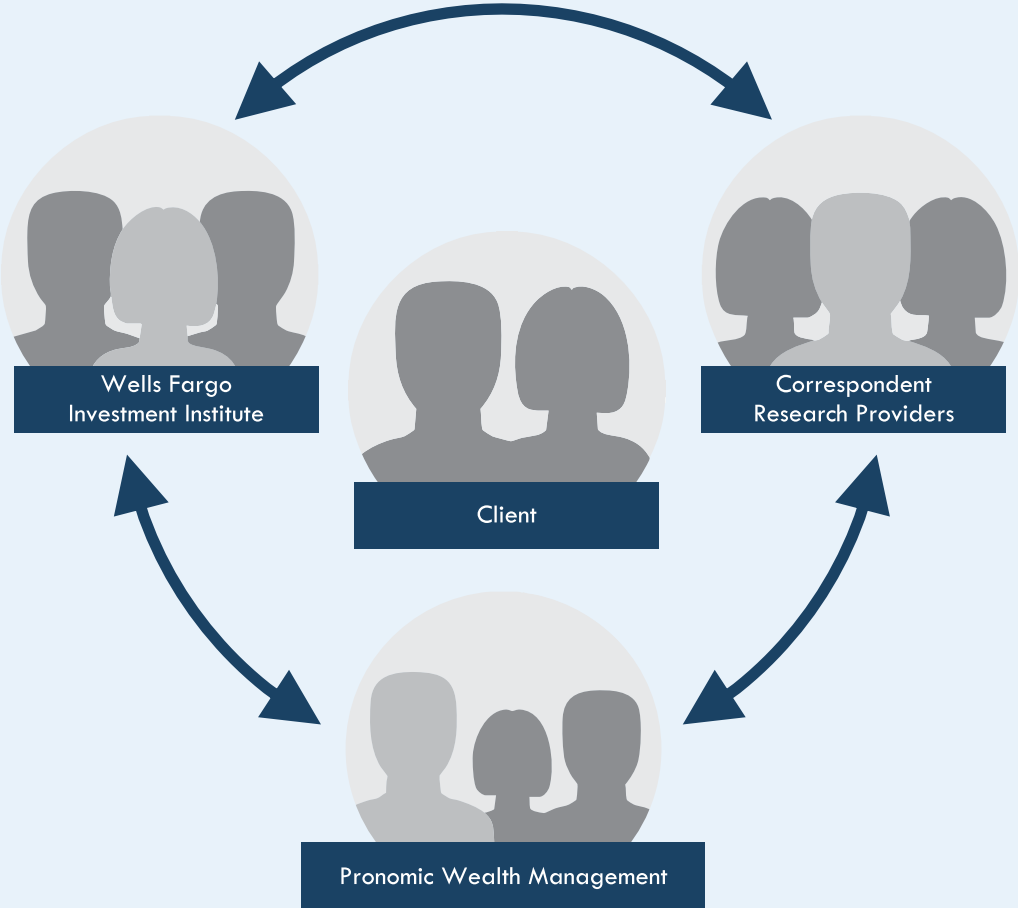 Wells Fargo
Investment Institute
Correspondent
Research Providers
Client
Pronomic Wealth Management